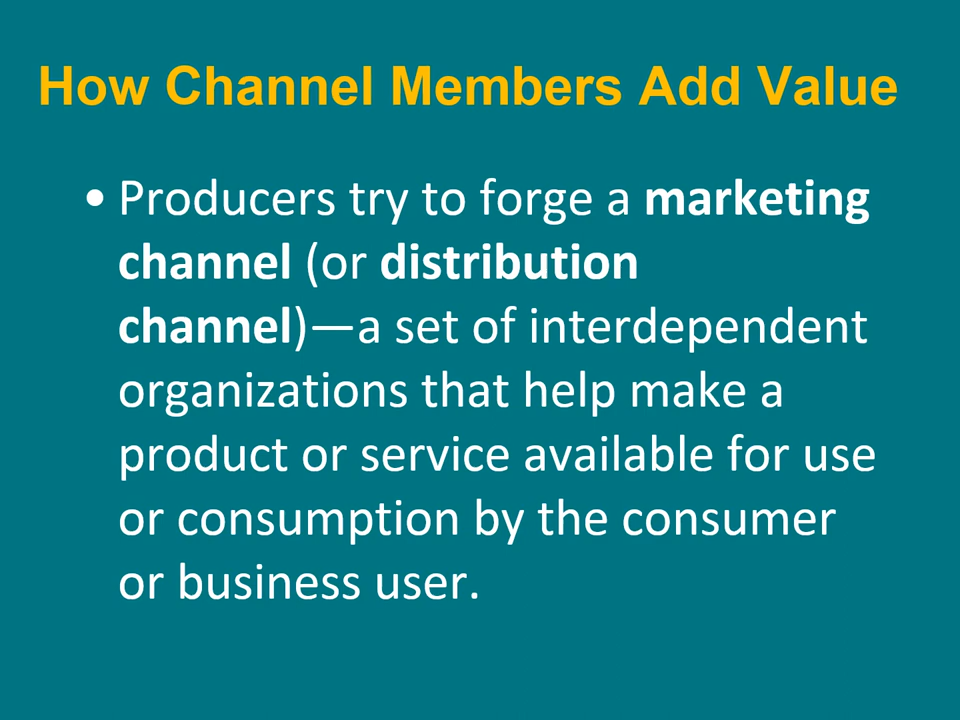 How Channel Members Add Value
• Producers try to forge a marketing
channel (or distribution
channel)—a set of interdependent
organizations that help make a
product or service available for use
or consumption by the consumer
or business user.